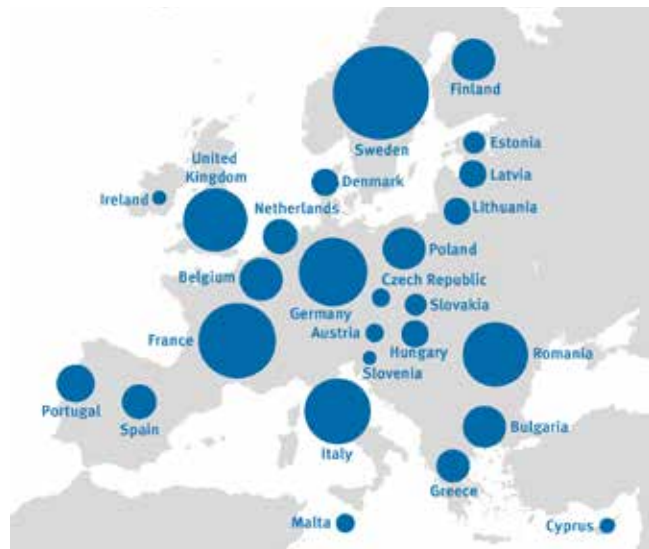 Finland
Sweden
Estonia
United
Kingdom
Latvia
Denmark
Ireland
Netherlands
Lithuania
Poland
Belgium
Czech Republic
Slovakia
Germany
Austria
France
Hungary
Romania
Slovenia
Portugal
Spain
Bulgaria
Italy
Greece
Malta
Cyprus